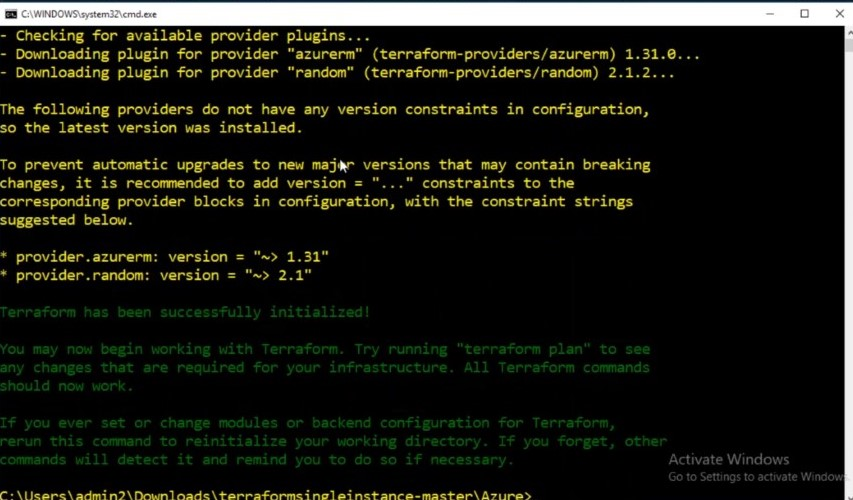 C:\WINDOWS\system32\cmd.exe
- Checking for available provider plugins...
- Downloading plugin for provider "azurerm" (terraform-providers/azurerm) 1.31.0...
- Downloading plugin for provider "random" (terraform-providers/random) 2.1.2...
The following providers do not have any version constraints in configuration,
so the latest version was installed.
To prevent automatic upgrades to new major versions that may contain breaking
changes, it is recommended to add version = "..." constraints to the
corresponding provider blocks in configuration, with the constraint strings
suggested below.
* provider.azurerm: version = "~> 1.31"
* provider.random: version = "~> 2.1"
Terraform has been successfully initialized!
You may now begin working with Terraform. Try running "terraform plan" to see
any changes that are required for your infrastructure. All Terraform commands
should now work.
If you ever set or change modules or backend configuration for Terraform,
rerun this command to reinitialize your working directory. If you forget, other
commands will detect it and remind you to do so if necessary.
Activate Windows
Go to Settings to activate Windows.
C:\Users\admin2\Downloads\terraformsingleinstance-master\Azure>